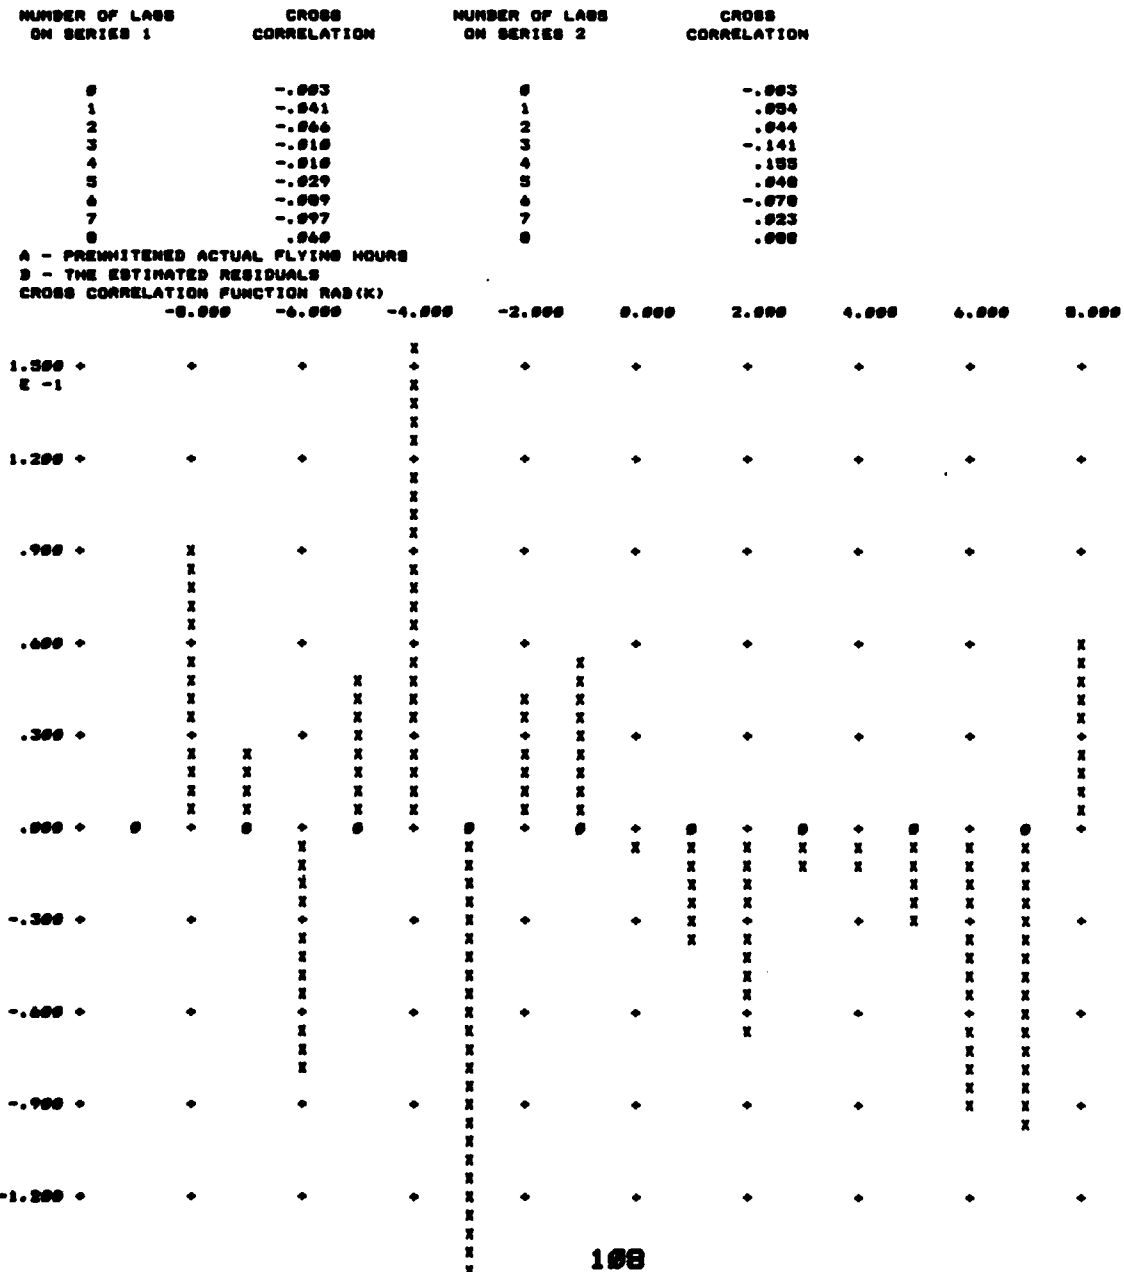 NUMBER OF LAGS CROSS NUMBER OF LAGS CROSS
ON SERIES 1 CORRELATION ON SERIES 2 CORRELATION
0 -.003 0 -.003
1 -.041 1 .054
2 -.066 2 .044
3 -.010 3 -.141
4 -.010 4 .155
5 -.029 5 .048
6 -.089 6 -.078
7 -.097 7 .023
8 .060 8 .088
A - PREWHITENED ACTUAL FLYING HOURS
B - THE ESTIMATED RESIDUALS
CROSS CORRELATION FUNCTION RAB(K)
-8.000 -6.000 -4.000 -2.000 0.000 2.000 4.000 6.000 8.000
1.500
E -1
1.200
.900
.600
.300
.000
-.300
-.600
-.900
-1.200
108